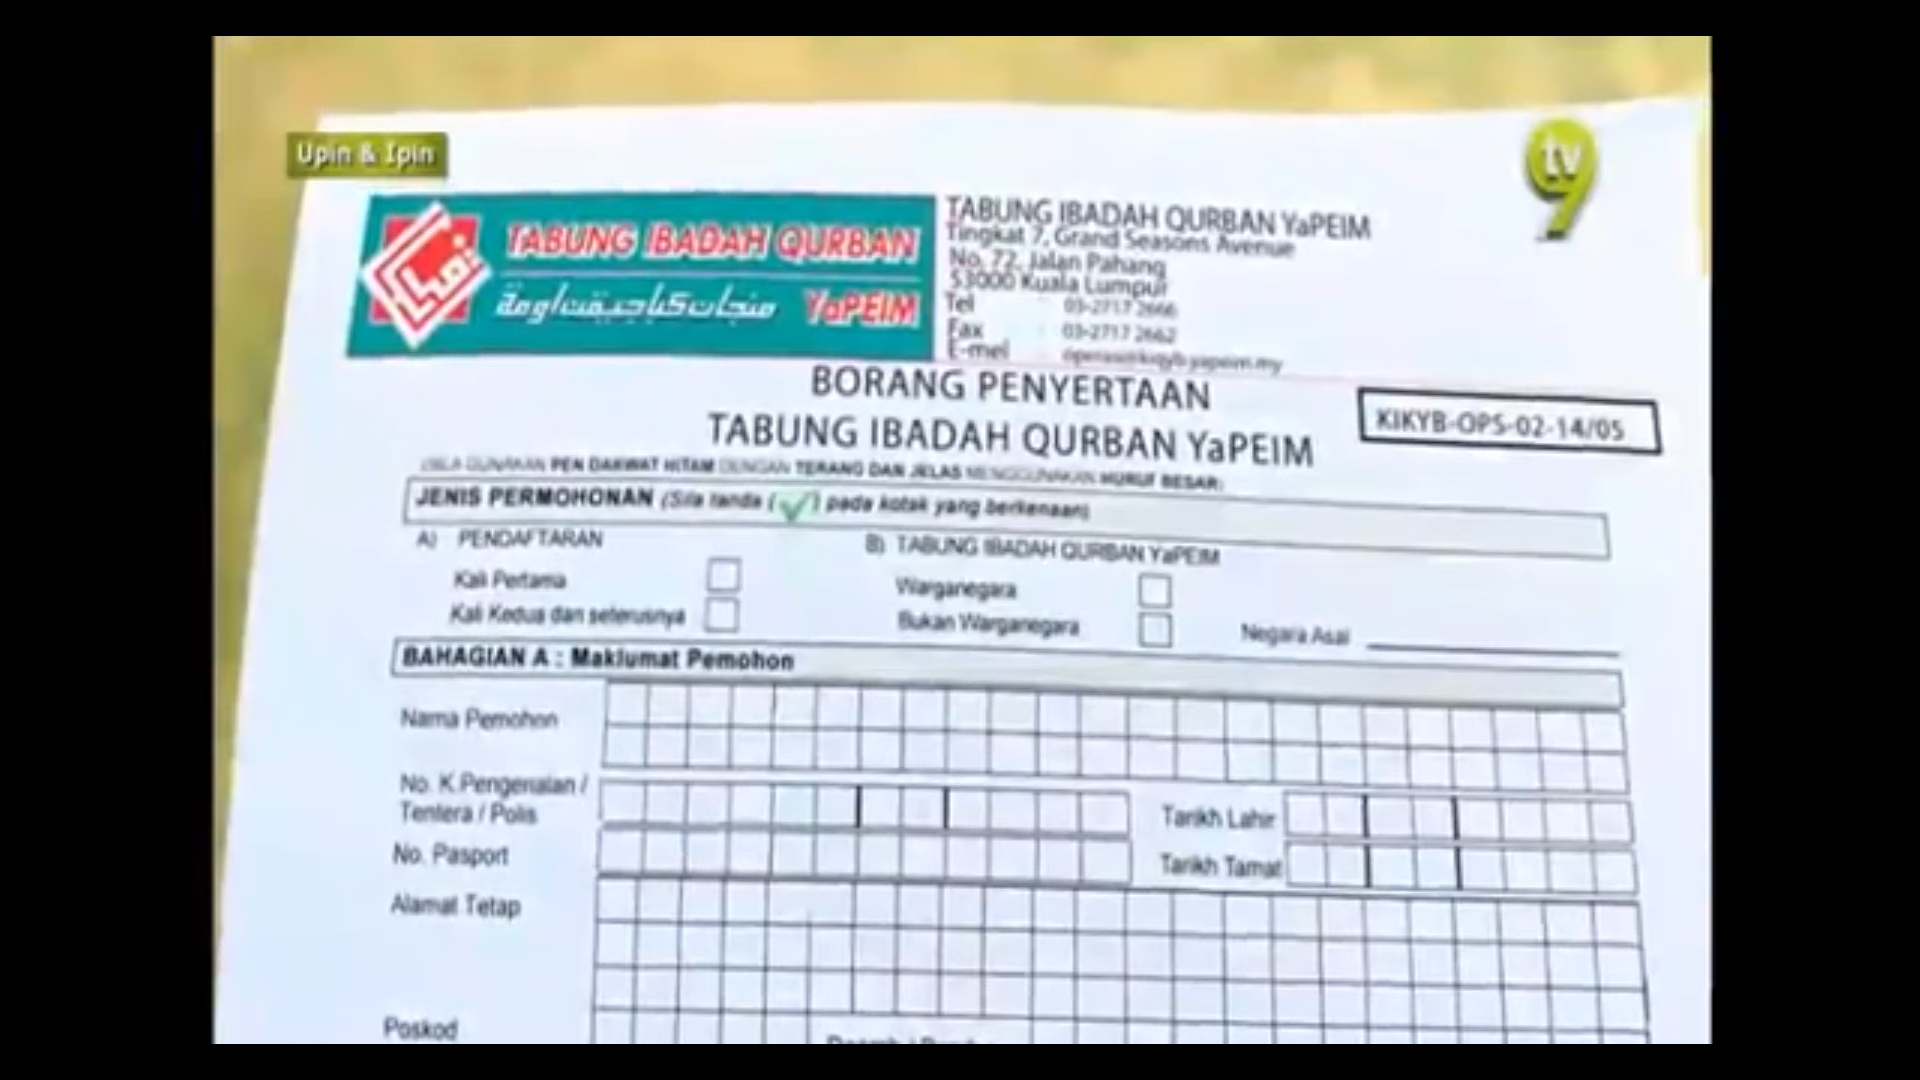 Upin & Ipin
tv9
TABUNG IBADAH QURBAN
YaPEIM
TABUNG IBADAH QURBAN YaPEIM
Tingkat 7, Grand Seasons Avenue
No. 72, Jalan Pahang
53000 Kuala Lumpur
Tel : 03-2717 2666
Fax : 03-2717 2662
E-mel :
BORANG PENYERTAAN
TABUNG IBADAH QURBAN YaPEIM
KIKYB-OPS-02-14/05
(SILA GUNAKAN PEN DAKWAT HITAM DENGAN TERANG DAN JELAS MENGGUNAKAN HURUF BESAR)
JENIS PERMOHONAN (Sila tanda (✓) pada kotak yang berkenaan)
A) PENDAFTARAN
Kali Pertama
Kali Kedua dan seterusnya
B) TABUNG IBADAH QURBAN YaPEIM
Warganegara
Bukan Warganegara
Negara Asal
BAHAGIAN A : Maklumat Pemohon
Nama Pemohon
No. K.Pengenalan /
Tentera / Polis
Tarikh Lahir
No. Pasport
Tarikh Tamat
Alamat Tetap
Poskod